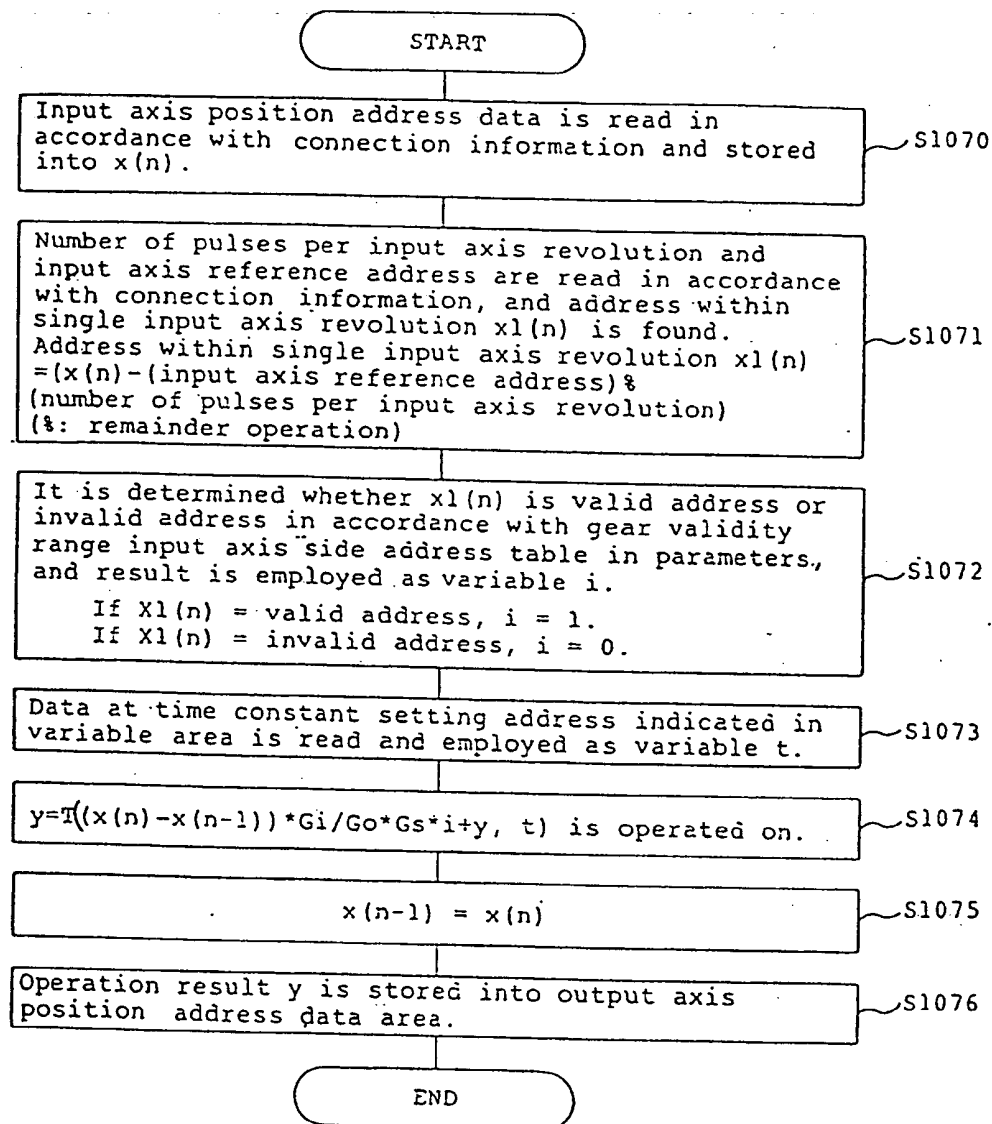 START
Input axis position address data is read in
accordance with connection information and stored
into x(n).
S1070
Number of pulses per input axis revolution and
input axis reference address are read in accordance
with connection information, and address within
single input axis revolution x1(n) is found.
Address within single input axis revolution x1(n)
=(x(n)-(input axis reference address)%
(number of pulses per input axis revolution)
(%: remainder operation)
S1071
It is determined whether x1(n) is valid address or
invalid address in accordance with gear validity
range input axis side address table in parameters,
and result is employed as variable i.
If X1(n) = valid address, i = 1.
If X1(n) = invalid address, i = 0.
S1072
Data at time constant setting address indicated in
variable area is read and employed as variable t.
S1073
y=T((x(n)-x(n-1))*Gi/Go*Gs*i+y, t) is operated on.
S1074
x(n-1) = x(n)
S1075
Operation result y is stored into output axis
position address data area.
S1076
END